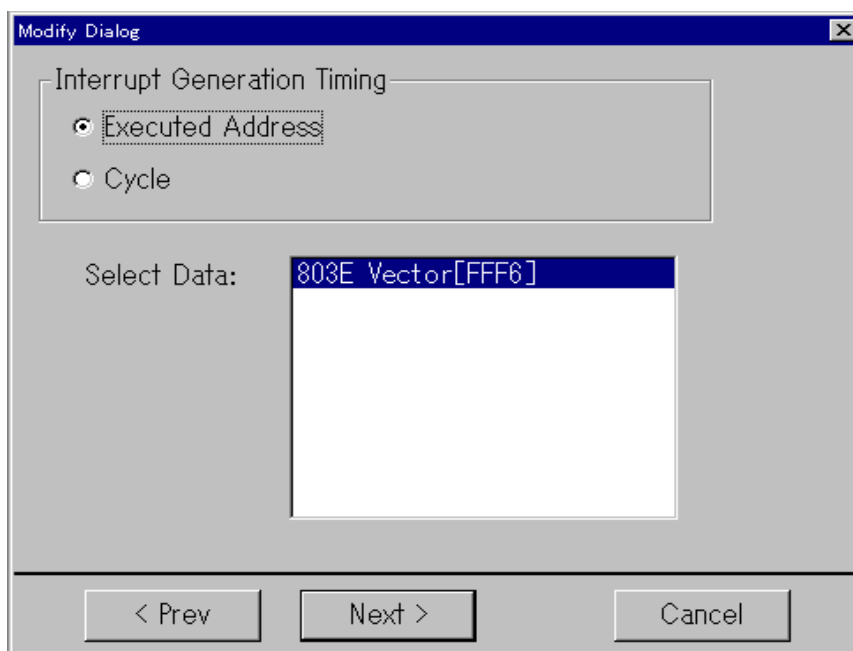 Modify Dialog
Interrupt Generation Timing
Executed Address
Cycle
Select Data:
803E Vector[FFF6]
< Prev
Next >
Cancel